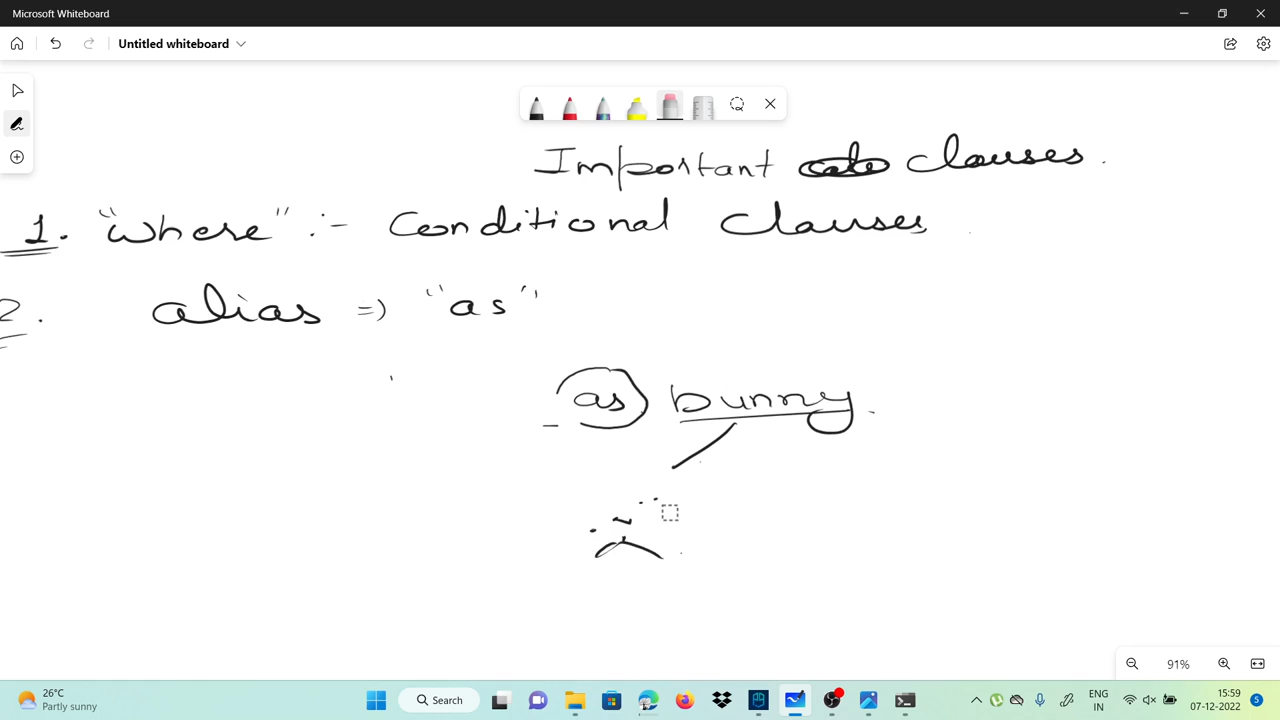 Microsoft Whiteboard
Untitled whiteboard
Important clauses.
1. "where" :- Conditional Clauses
2. alias => "as"
as bunny.
91%
26°C
Partly sunny
Search
ENG
IN
15:59
07-12-2022
5